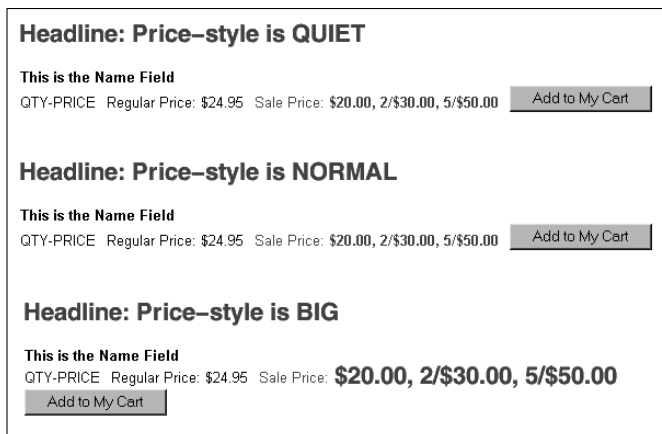 Headline: Price–style is QUIET
This is the Name Field
QTY-PRICE Regular Price: $24.95 Sale Price: $20.00, 2/$30.00, 5/$50.00 Add to My Cart
Headline: Price–style is NORMAL
This is the Name Field
QTY-PRICE Regular Price: $24.95 Sale Price: $20.00, 2/$30.00, 5/$50.00 Add to My Cart
Headline: Price–style is BIG
This is the Name Field
QTY-PRICE Regular Price: $24.95 Sale Price: $20.00, 2/$30.00, 5/$50.00
Add to My Cart